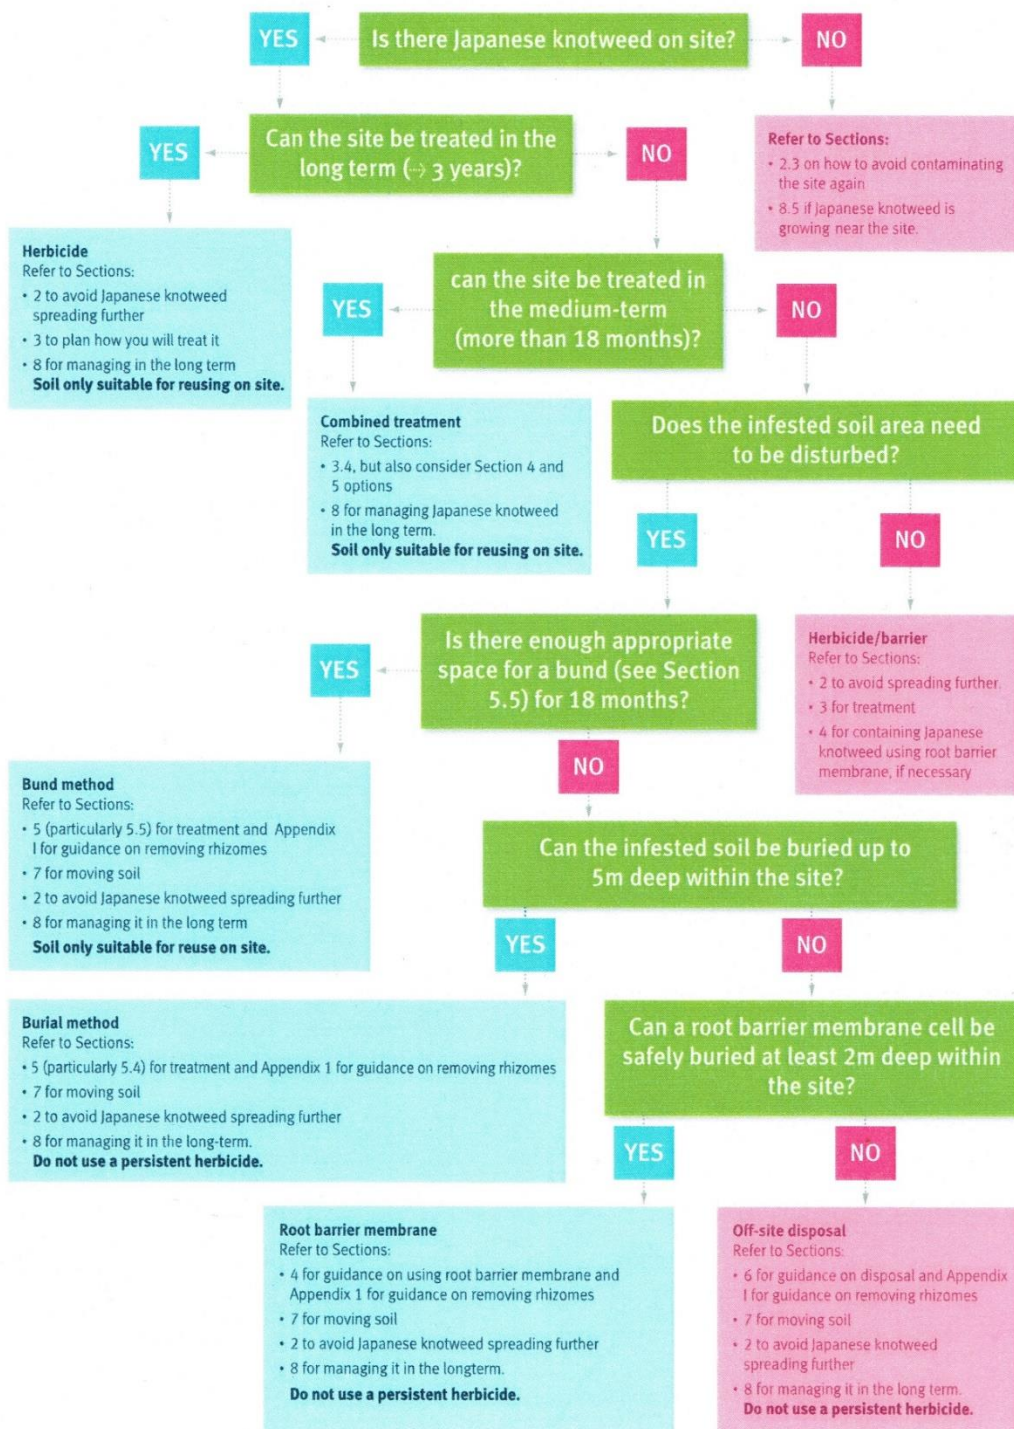 YES
Is there Japanese knotweed on site?
NO
YES
Can the site be treated in the
long term (→ 3 years)?
NO
Refer to Sections:
• 2.3 on how to avoid contaminating
the site again
• 8.5 if Japanese knotweed is
growing near the site.
Herbicide
Refer to Sections:
• 2 to avoid Japanese knotweed
spreading further
• 3 to plan how you will treat it
• 8 for managing in the long term
Soil only suitable for reusing on site.
YES
can the site be treated in
the medium-term
(more than 18 months)?
NO
Combined treatment
Refer to Sections:
• 3.4, but also consider Section 4 and
5 options
• 8 for managing Japanese knotweed
in the long term.
Soil only suitable for reusing on site.
Does the infested soil area need
to be disturbed?
YES
NO
YES
Is there enough appropriate
space for a bund (see Section
5.5) for 18 months?
NO
Herbicide/barrier
Refer to Sections:
• 2 to avoid spreading further.
• 3 for treatment
• 4 for containing Japanese
knotweed using root barrier
membrane, if necessary
Bund method
Refer to Sections:
• 5 (particularly 5.5) for treatment and Appendix
I for guidance on removing rhizomes
• 7 for moving soil
• 2 to avoid Japanese knotweed spreading further
• 8 for managing it in the long term
Soil only suitable for reuse on site.
Can the infested soil be buried up to
5m deep within the site?
YES
NO
Burial method
Refer to Sections:
• 5 (particularly 5.4) for treatment and Appendix 1 for guidance on removing rhizomes
• 7 for moving soil
• 2 to avoid Japanese knotweed spreading further
• 8 for managing it in the long-term.
Do not use a persistent herbicide.
Can a root barrier membrane cell be
safely buried at least 2m deep within
the site?
YES
NO
Root barrier membrane
Refer to Sections:
• 4 for guidance on using root barrier membrane and
Appendix 1 for guidance on removing rhizomes
• 7 for moving soil
• 2 to avoid Japanese knotweed spreading further
• 8 for managing it in the longterm.
Do not use a persistent herbicide.
Off-site disposal
Refer to Sections:
• 6 for guidance on disposal and Appendix
I for guidance on removing rhizomes
• 7 for moving soil
• 2 to avoid Japanese knotweed
spreading further
• 8 for managing it in the long term.
Do not use a persistent herbicide.